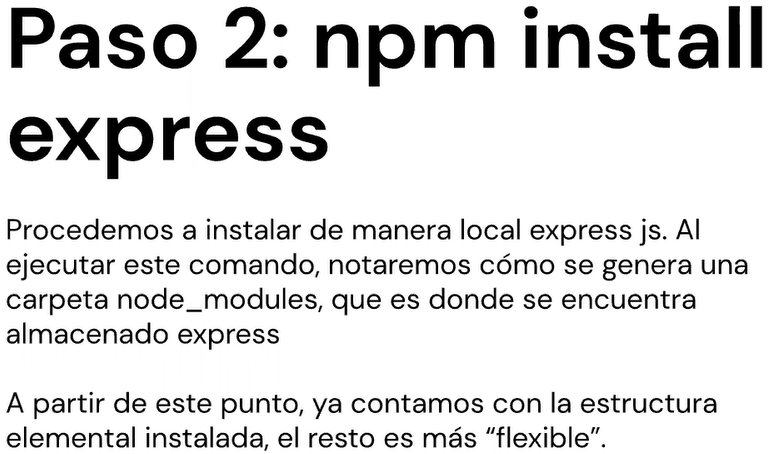 Paso 2: npm install
express
Procedemos a instalar de manera local express js. Al
ejecutar este comando, notaremos cómo se genera una
carpeta node_modules, que es donde se encuentra
almacenado express
A partir de este punto, ya contamos con la estructura
elemental instalada, el resto es más “flexible”.